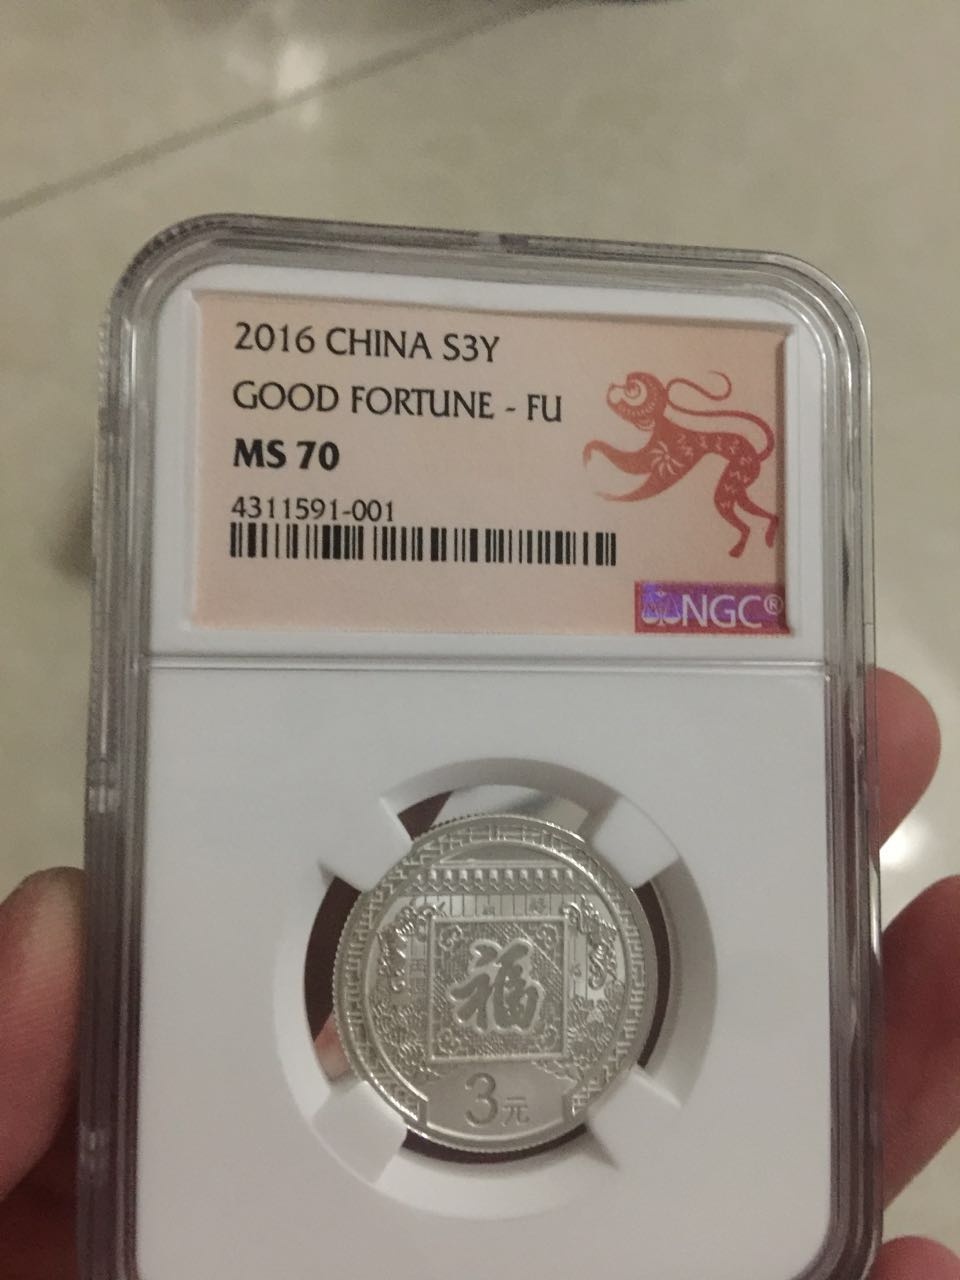 2016 CHINA S3Y
GOOD FORTUNE - FU
MS 70
4311591-001
NGC®
福
3元